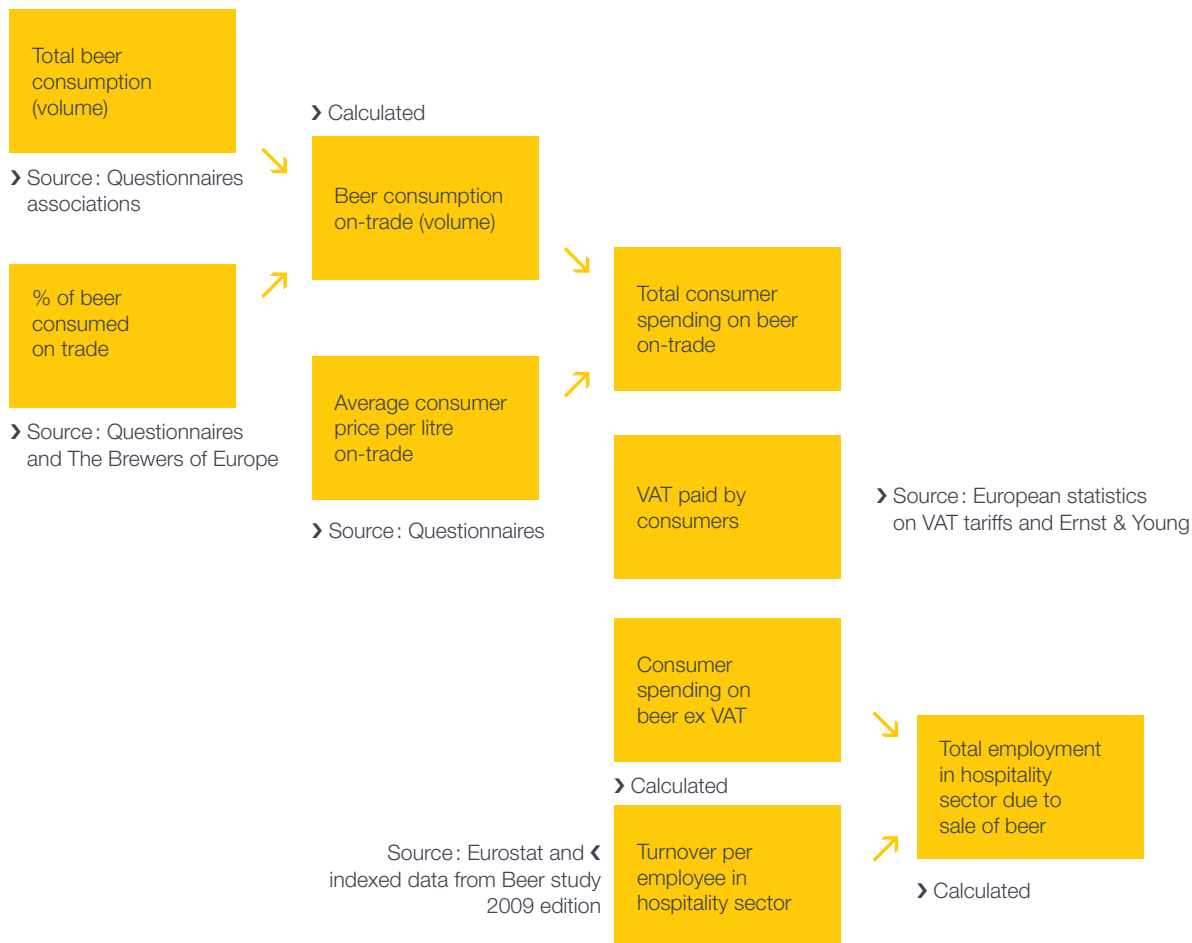 Total beer
consumption
(volume)
❯ Source : Questionnaires
associations
% of beer
consumed
on trade
❯ Source : Questionnaires
and The Brewers of Europe
❯ Calculated
Beer consumption
on-trade (volume)
Average consumer
price per litre
on-trade
❯ Source : Questionnaires
Total consumer
spending on beer
on-trade
VAT paid by
consumers
❯ Source : European statistics
on VAT tariffs and Ernst & Young
Consumer
spending on
beer ex VAT
❯ Calculated
Source : Eurostat and ❮
indexed data from Beer study
2009 edition
Turnover per
employee in
hospitality sector
Total employment
in hospitality
sector due to
sale of beer
❯ Calculated